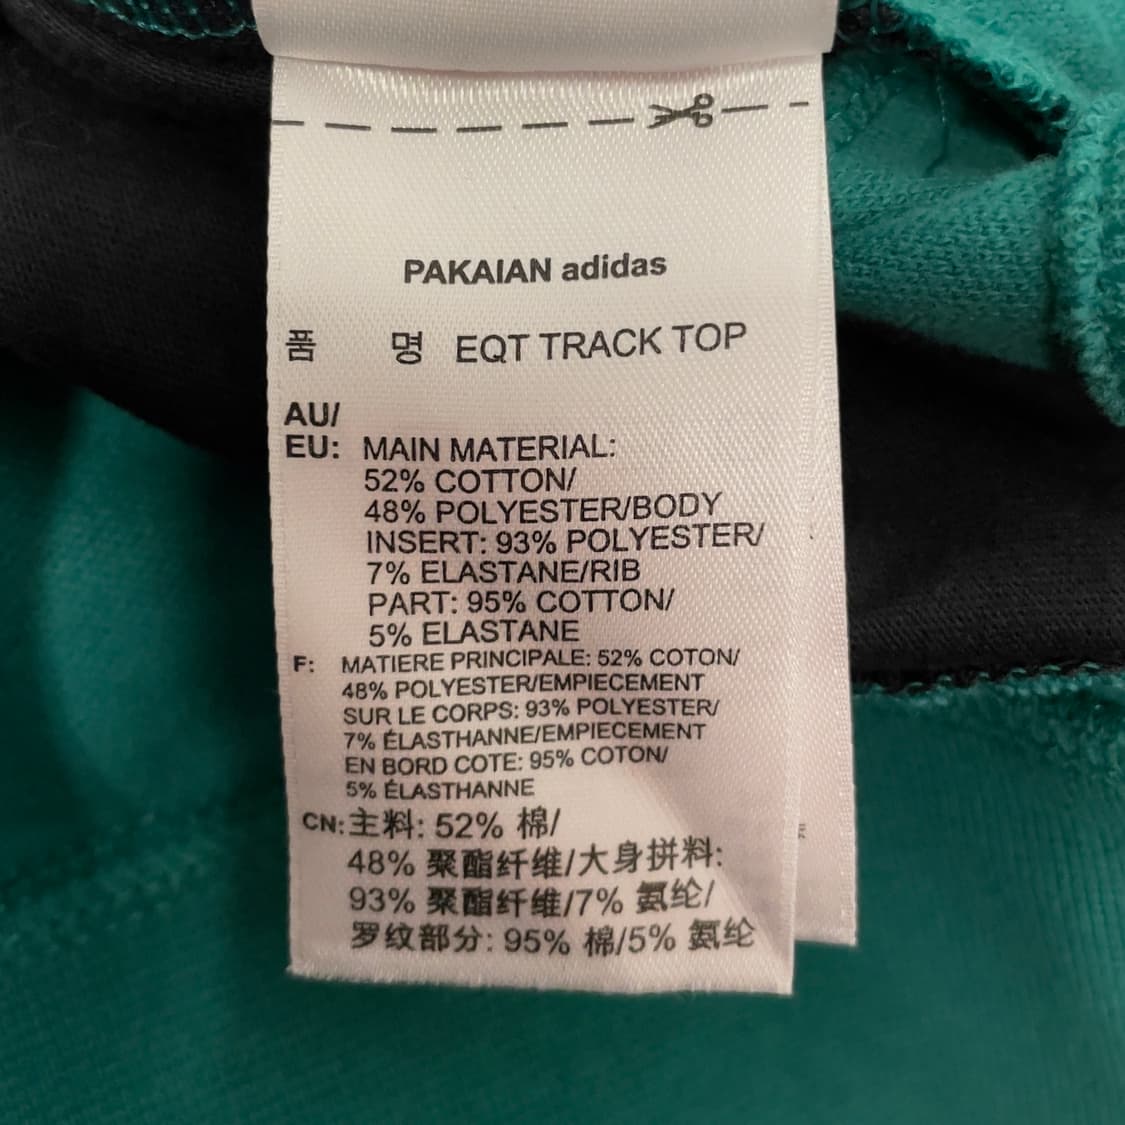 PAKAIAN adidas
품 명 EQT TRACK TOP
AU/
EU: MAIN MATERIAL:
52% COTTON/
48% POLYESTER/BODY
INSERT: 93% POLYESTER/
7% ELASTANE/RIB
PART: 95% COTTON/
5% ELASTANE
F: MATIERE PRINCIPALE: 52% COTON/
48% POLYESTER/EMPIECEMENT
SUR LE CORPS: 93% POLYESTER/
7% ÉLASTHANNE/EMPIECEMENT
EN BORD COTE: 95% COTON/
5% ÉLASTHANNE
CN: 主料: 52% 棉/
48% 聚酯纤维/大身拼料:
93% 聚酯纤维/7% 氨纶/
罗纹部分: 95% 棉/5% 氨纶